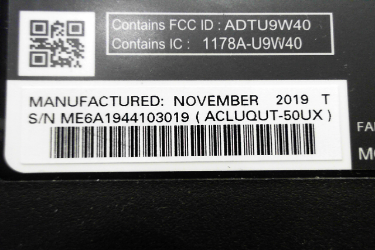 Contains FCC ID : ADTU9W40
Contains IC : 1178A-U9W40
MANUFACTURED: NOVEMBER 2019 T
S/N ME6A1944103019 ( ACLUQUT-50UX )